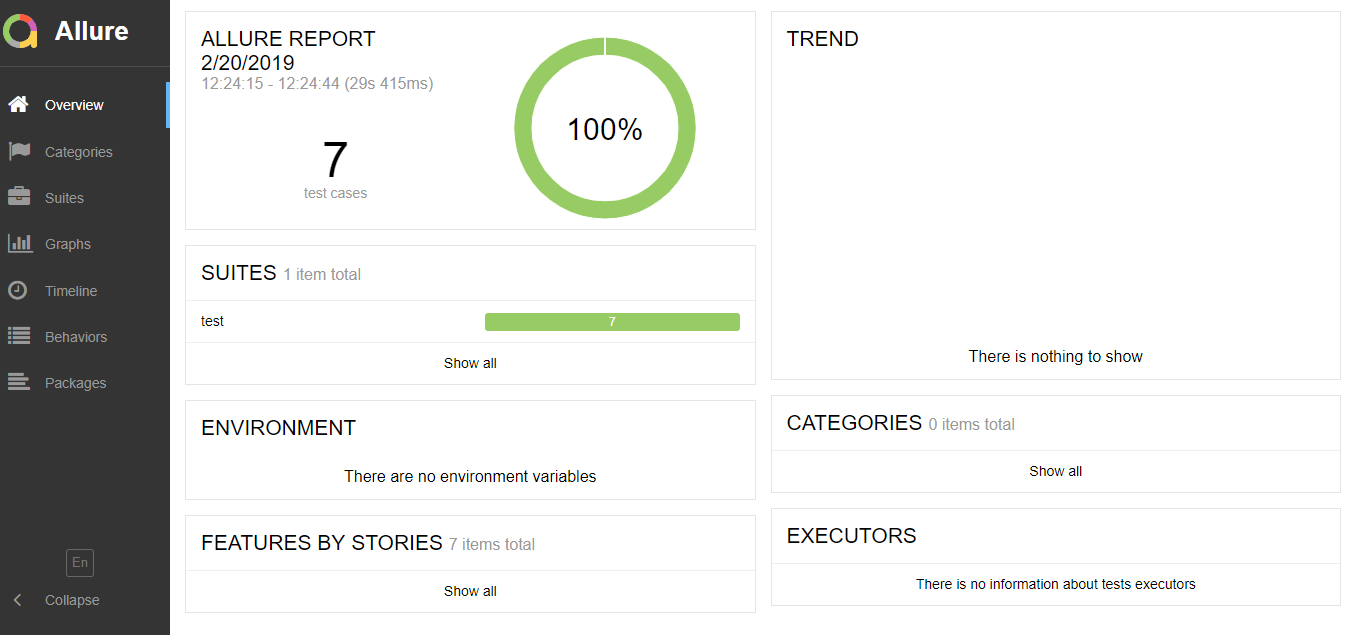 Allure
Overview
Categories
Suites
Graphs
Timeline
Behaviors
Packages
En
Collapse
ALLURE REPORT
2/20/2019
12:24:15 - 12:24:44 (29s 415ms)
7
test cases
100%
SUITES 1 item total
test 7
Show all
ENVIRONMENT
There are no environment variables
FEATURES BY STORIES 7 items total
Show all
TREND
There is nothing to show
CATEGORIES 0 items total
Show all
EXECUTORS
There is no information about tests executors